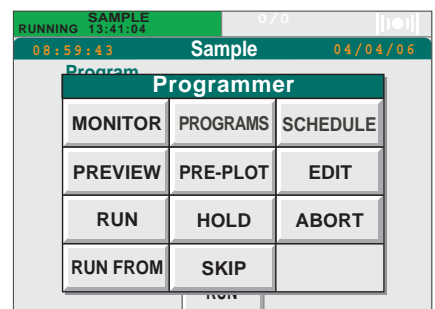 SAMPLE 0/0
RUNNING 13:41:04
08:59:43 Sample 04/04/06
Program
Programmer
MONITOR PROGRAMS SCHEDULE
PREVIEW PRE-PLOT EDIT
RUN HOLD ABORT
RUN FROM SKIP
RUN